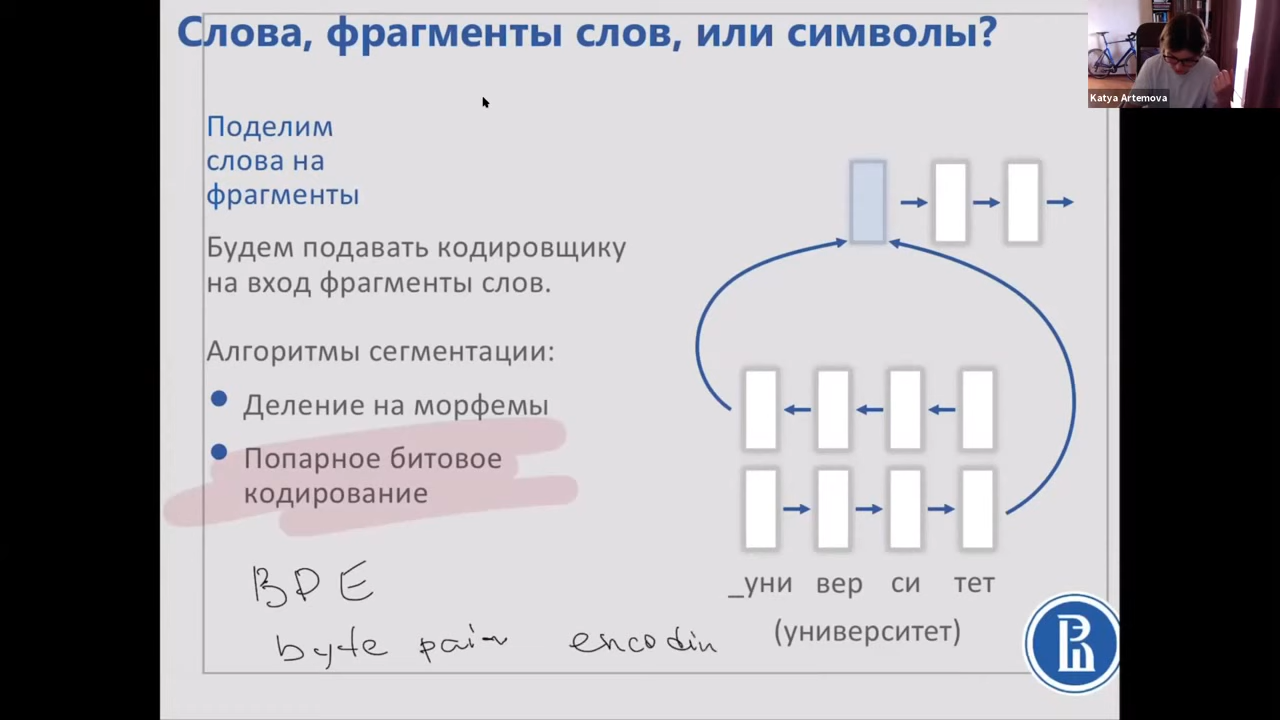 Слова, фрагменты слов, или символы?
Katya Artemova
Поделим
слова на
фрагменты
Будем подавать кодировщику
на вход фрагменты слов.
Алгоритмы сегментации:
Деление на морфемы
Попарное битовое
кодирование
BPE
byte pair encodin
_уни вер си тет
(университет)